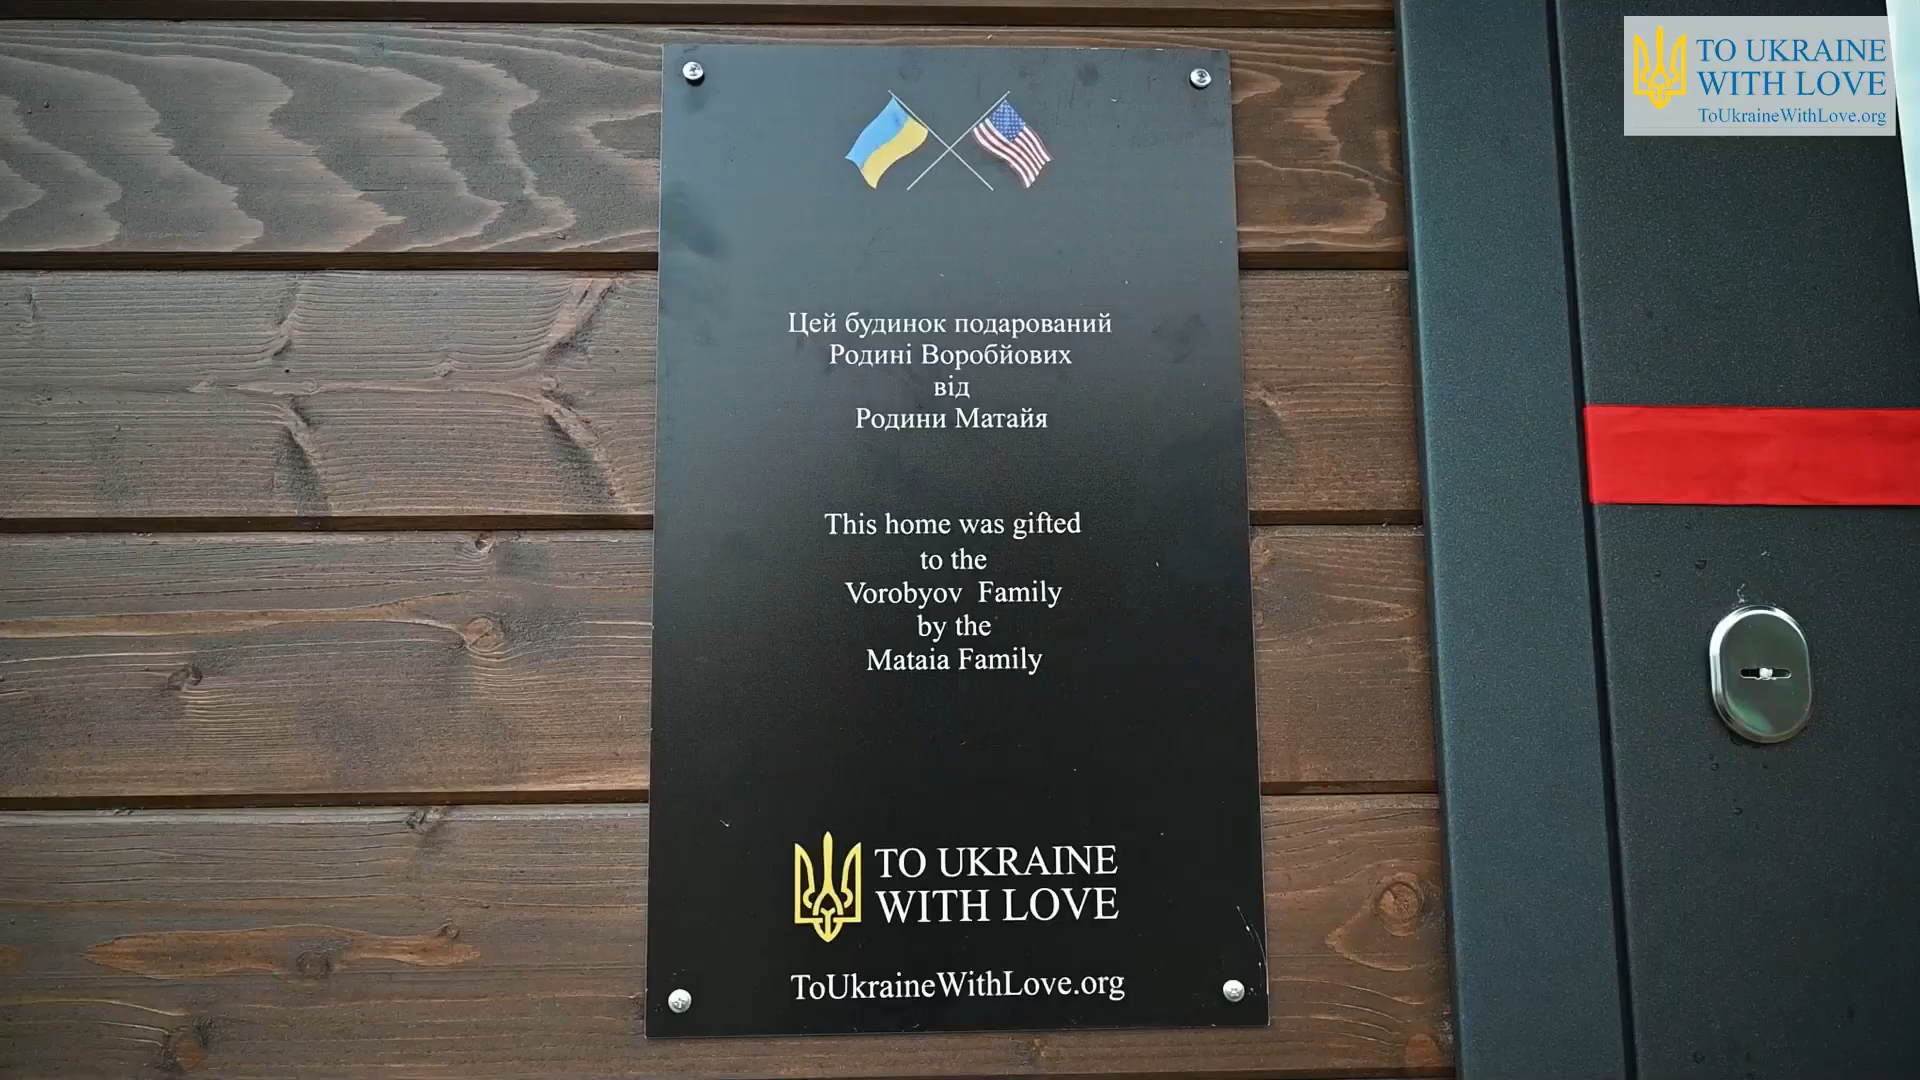 TO UKRAINE
WITH LOVE
ToUkraineWithLove.org
Цей будинок подарований
Родині Воробйових
від
Родини Матайя
This home was gifted
to the
Vorobyov Family
by the
Mataia Family
TO UKRAINE
WITH LOVE
ToUkraineWithLove.org